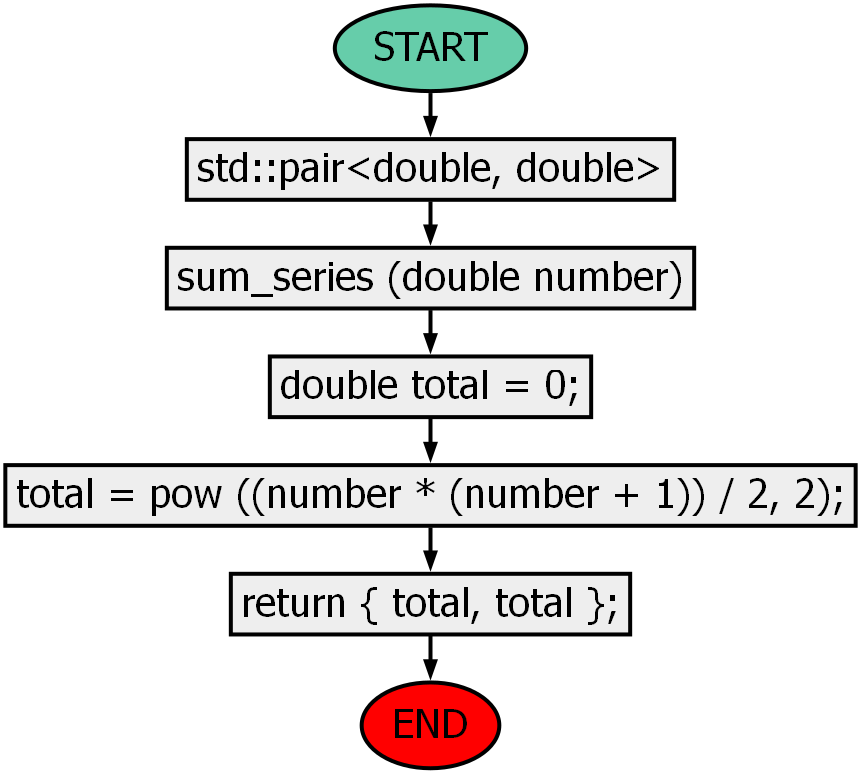 START
std::pair<double, double>
sum_series (double number)
double total = 0;
total = pow ((number * (number + 1)) / 2, 2);
return { total, total };
END